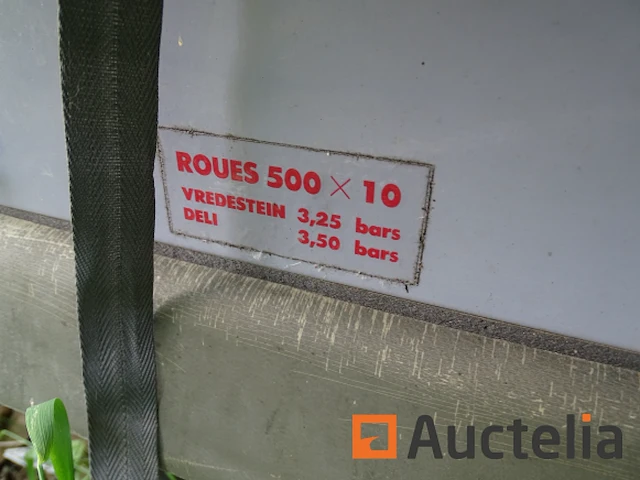 ROUES 500 × 10
VREDESTEIN 3,25 bars
DELI 3,50 bars
Auctelia